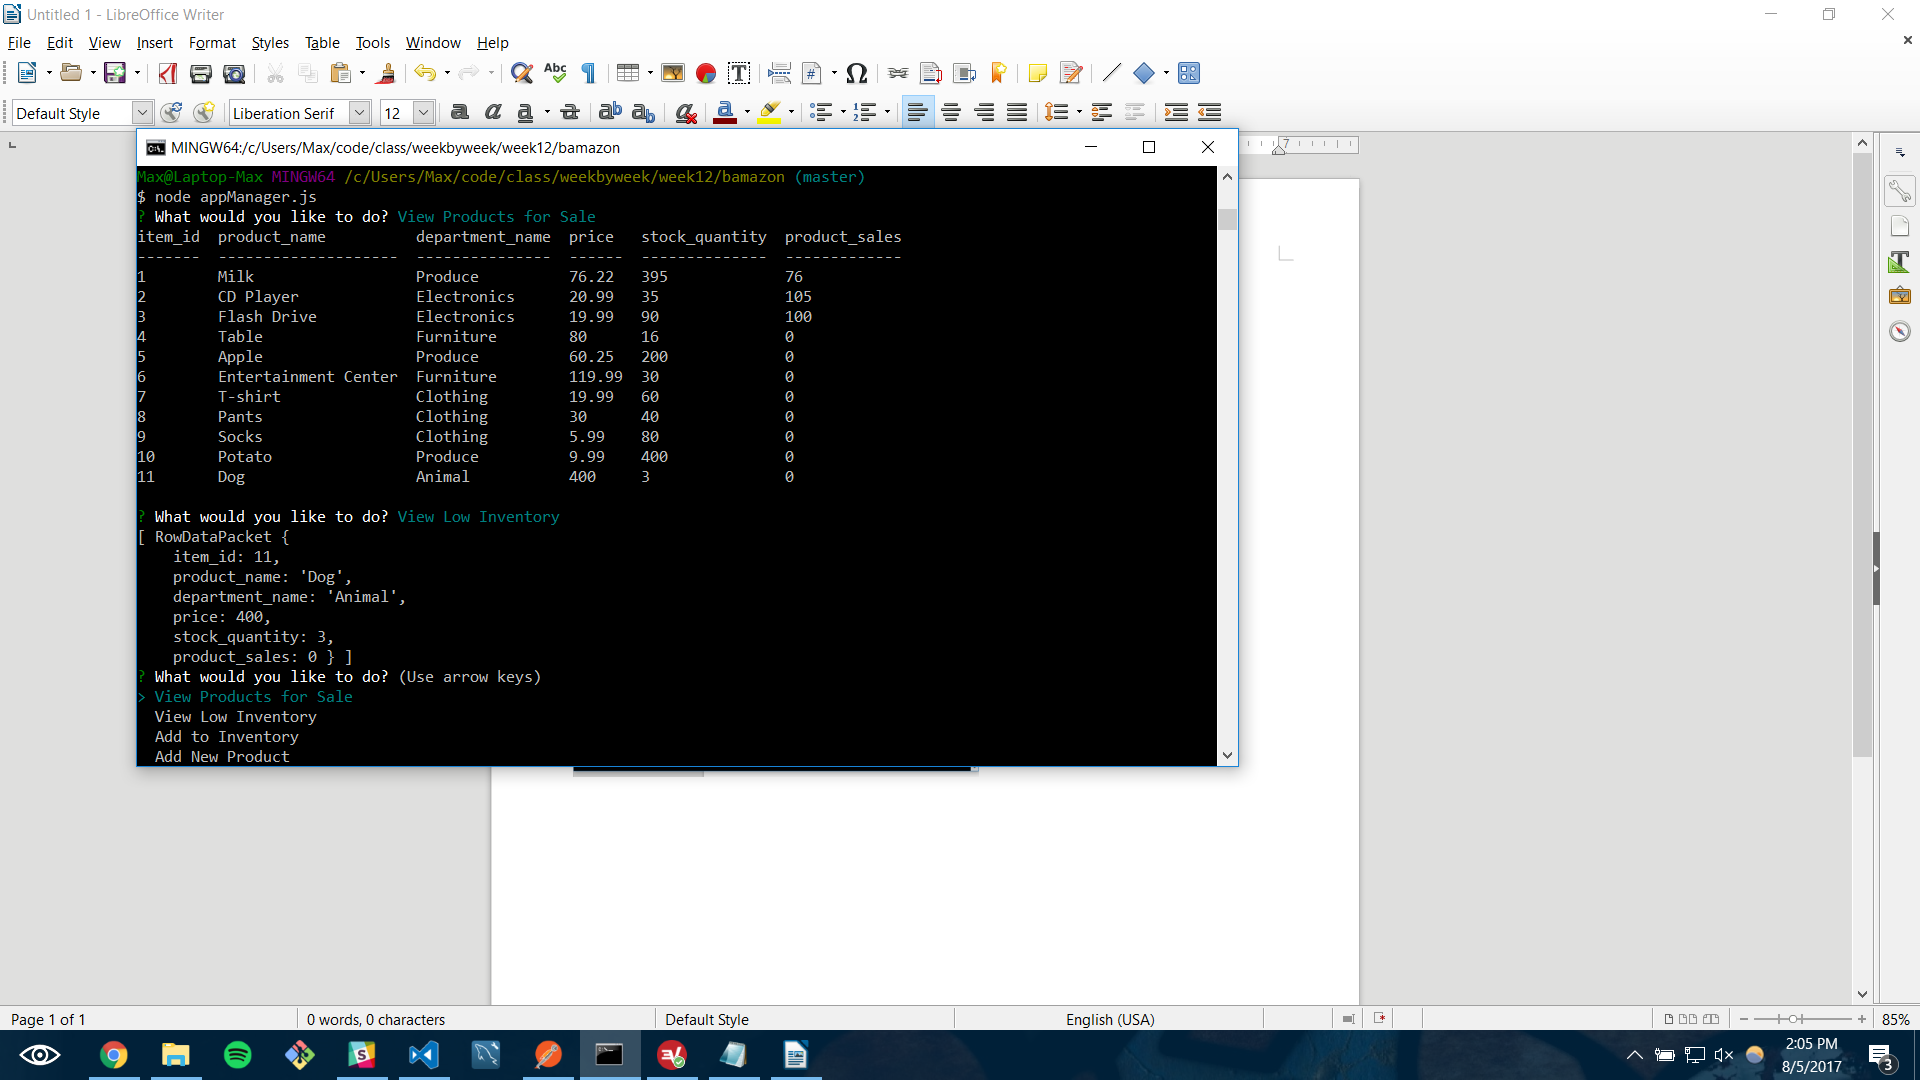 Untitled 1 - LibreOffice Writer
File Edit View Insert Format Styles Table Tools Window Help
Default Style Liberation Serif 12
MINGW64:/c/Users/Max/code/class/weekbyweek/week12/bamazon
7
Max@Laptop-Max MINGW64 /c/Users/Max/code/class/weekbyweek/week12/bamazon (master)
$ node appManager.js
? What would you like to do? View Products for Sale
item_id  product_name          department_name  price   stock_quantity  product_sales
-------  --------------------  ---------------  ------  --------------  -------------
1        Milk                  Produce          76.22   395             76
2        CD Player             Electronics      20.99   35              105
3        Flash Drive           Electronics      19.99   90              100
4        Table                 Furniture        80      16              0
5        Apple                 Produce          60.25   200             0
6        Entertainment Center  Furniture        119.99  30              0
7        T-shirt               Clothing         19.99   60              0
8        Pants                 Clothing         30      40              0
9        Socks                 Clothing         5.99    80              0
10       Potato                Produce          9.99    400             0
11       Dog                   Animal           400     3               0
? What would you like to do? View Low Inventory
[ RowDataPacket {
    item_id: 11,
    product_name: 'Dog',
    department_name: 'Animal',
    price: 400,
    stock_quantity: 3,
    product_sales: 0 } ]
? What would you like to do? (Use arrow keys)
> View Products for Sale
  View Low Inventory
  Add to Inventory
  Add New Product
Page 1 of 1 0 words, 0 characters Default Style English (USA) 85%
2:05 PM
8/5/2017
3